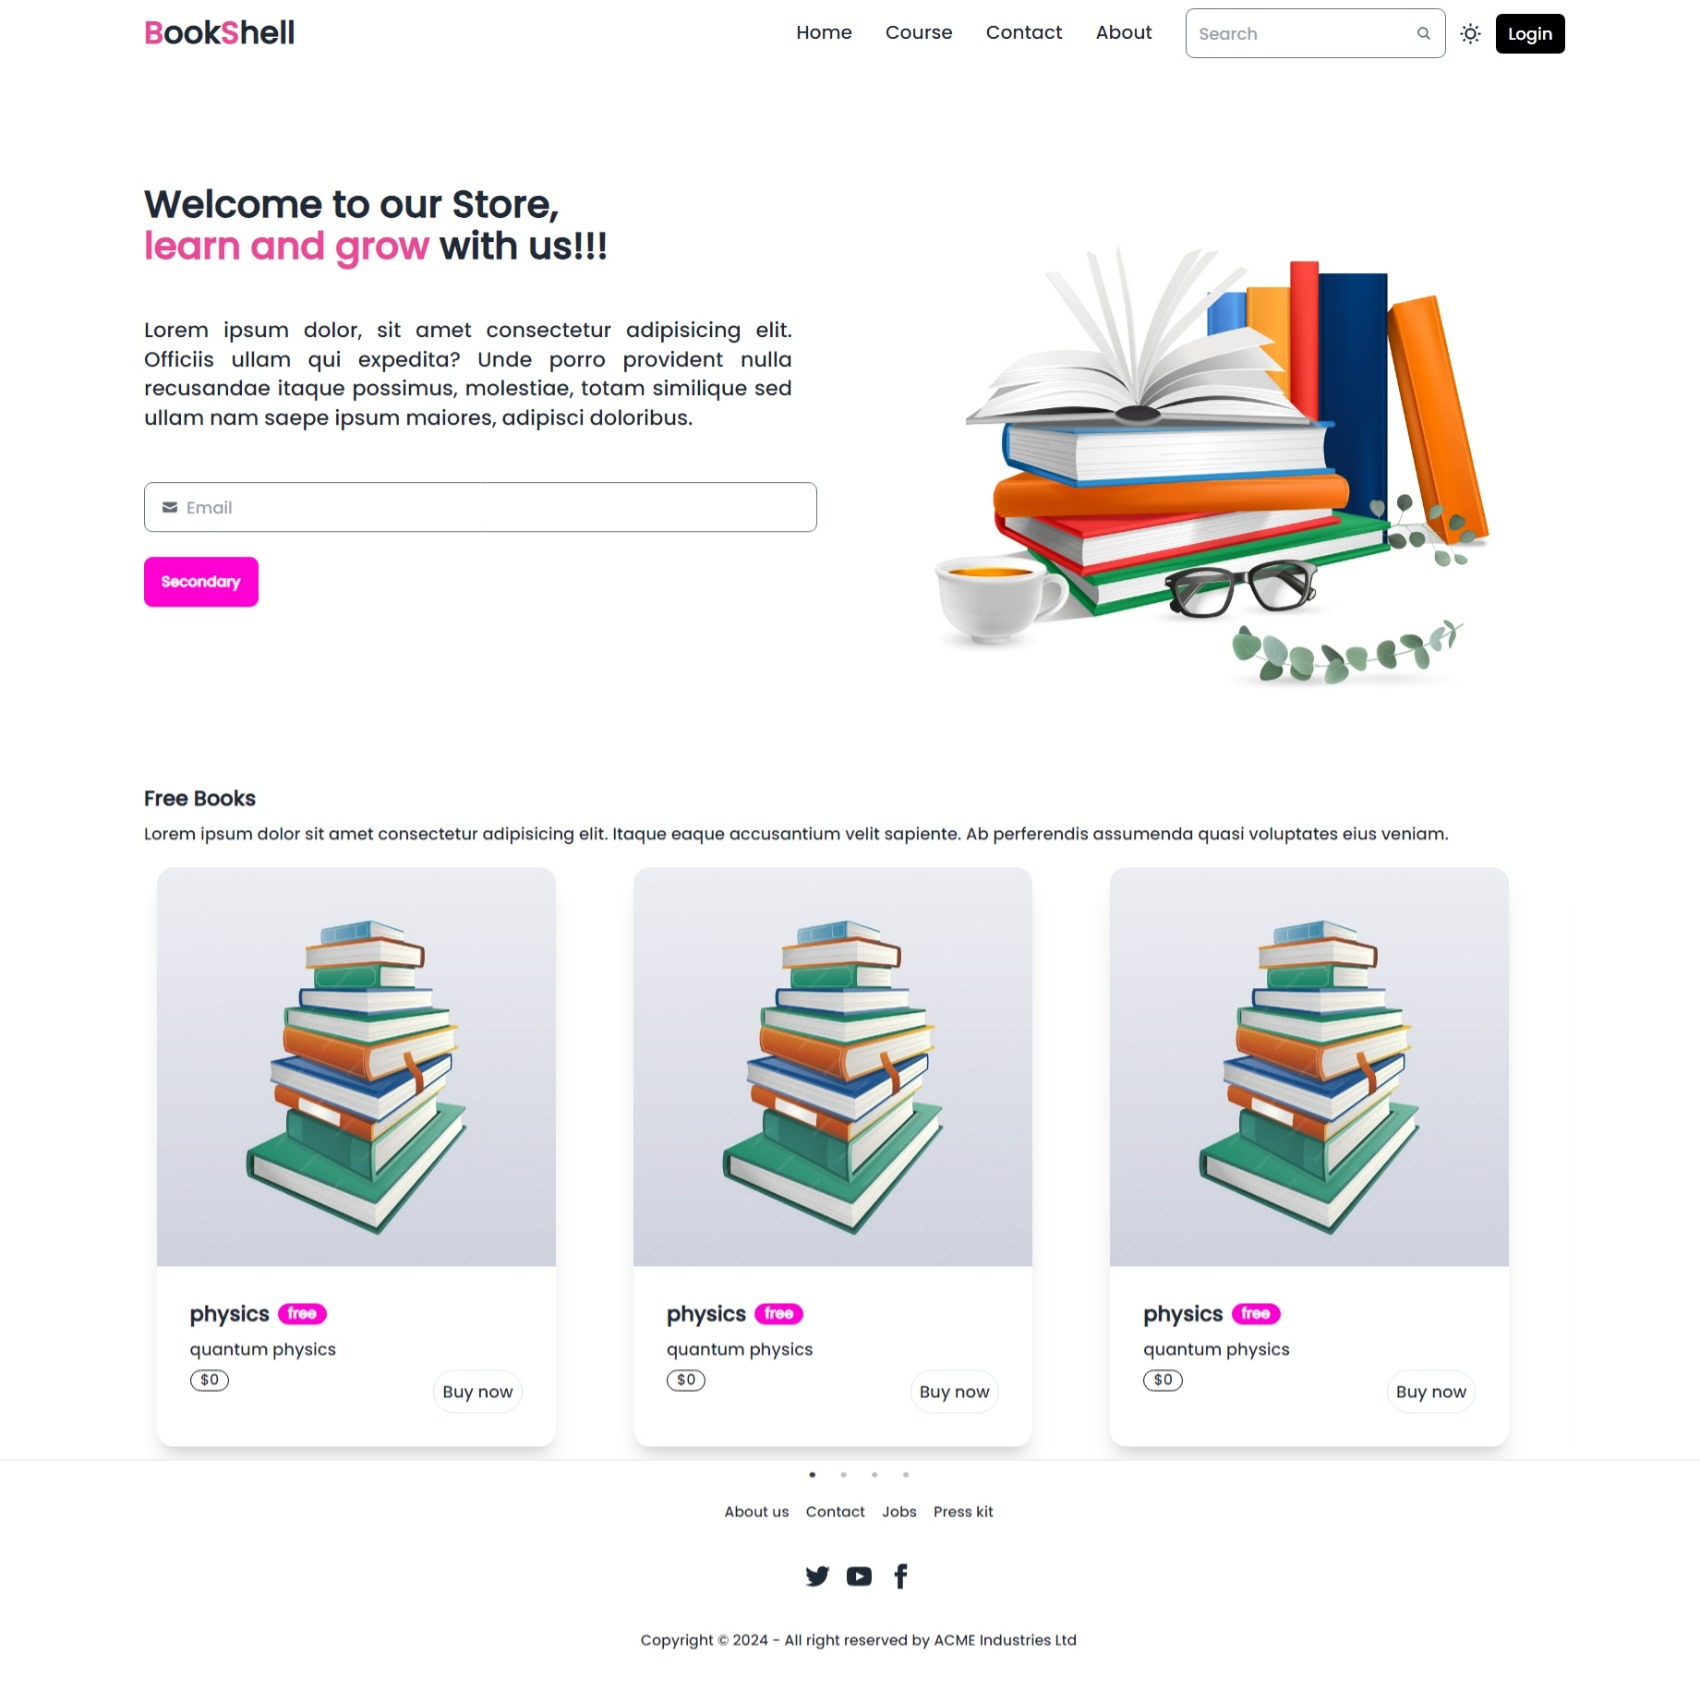 BookShell
Home Course Contact About Search Login
Welcome to our Store,
learn and grow with us!!!
Lorem ipsum dolor, sit amet consectetur adipisicing elit.
Officiis ullam qui expedita? Unde porro provident nulla
recusandae itaque possimus, molestiae, totam similique sed
ullam nam saepe ipsum maiores, adipisci doloribus.
Email
Secondary
Free Books
Lorem ipsum dolor sit amet consectetur adipisicing elit. Itaque eaque accusantium velit sapiente. Ab perferendis assumenda quasi voluptates eius veniam.
physics free
quantum physics
$0
Buy now
physics free
quantum physics
$0
Buy now
physics free
quantum physics
$0
Buy now
About us Contact Jobs Press kit
Copyright © 2024 - All right reserved by ACME Industries Ltd